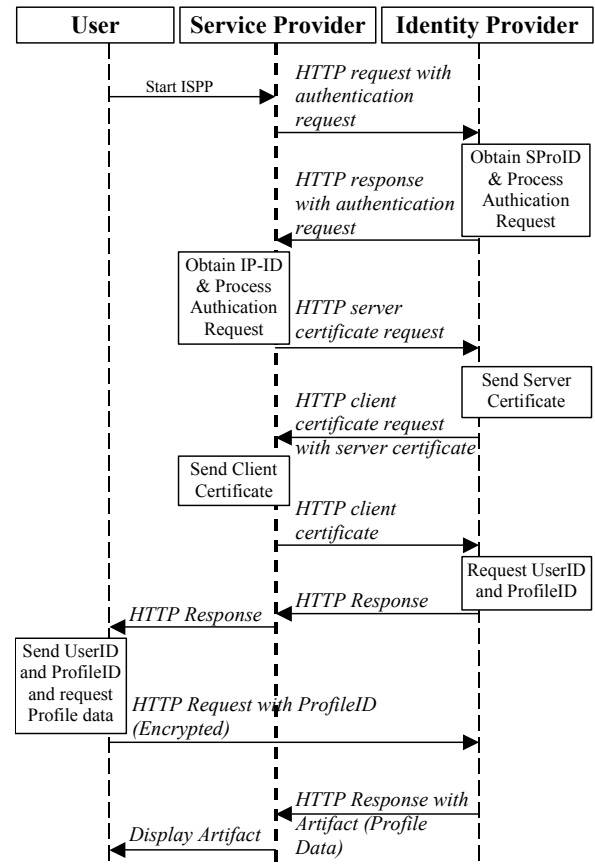 User
Service Provider
Identity Provider
Start ISPP
HTTP request with
authentication
request
Obtain SProID
& Process
Authication
Request
HTTP response
with authentication
request
Obtain IP-ID
& Process
Authication
Request
HTTP server
certificate request
Send Server
Certificate
HTTP client
certificate request
with server certificate
Send Client
Certificate
HTTP client
certificate
Request UserID
and ProfileID
HTTP Response
HTTP Response
Send UserID
and ProfileID
and request
Profile data
HTTP Request with ProfileID
(Encrypted)
HTTP Response with
Artifact (Profile
Data)
Display Artifact